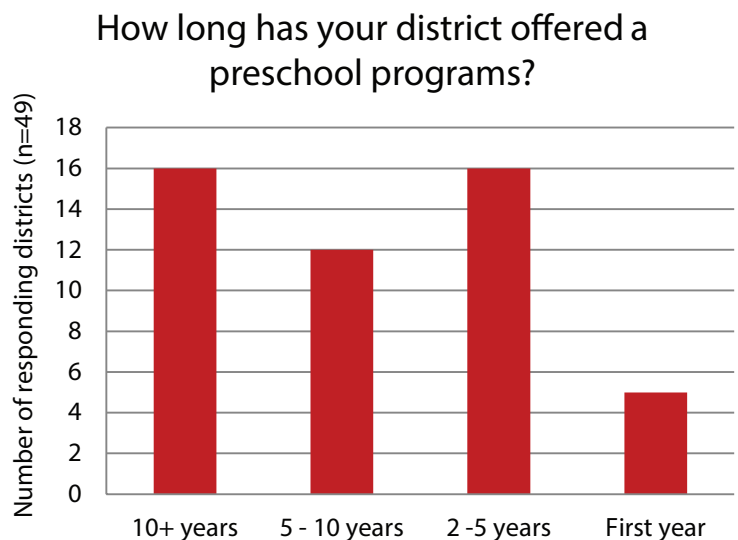 How long has your district offered a
preschool programs?
Number of responding districts (n=49)
18
16
14
12
10
8
6
4
2
0
10+ years
5 - 10 years
2 -5 years
First year